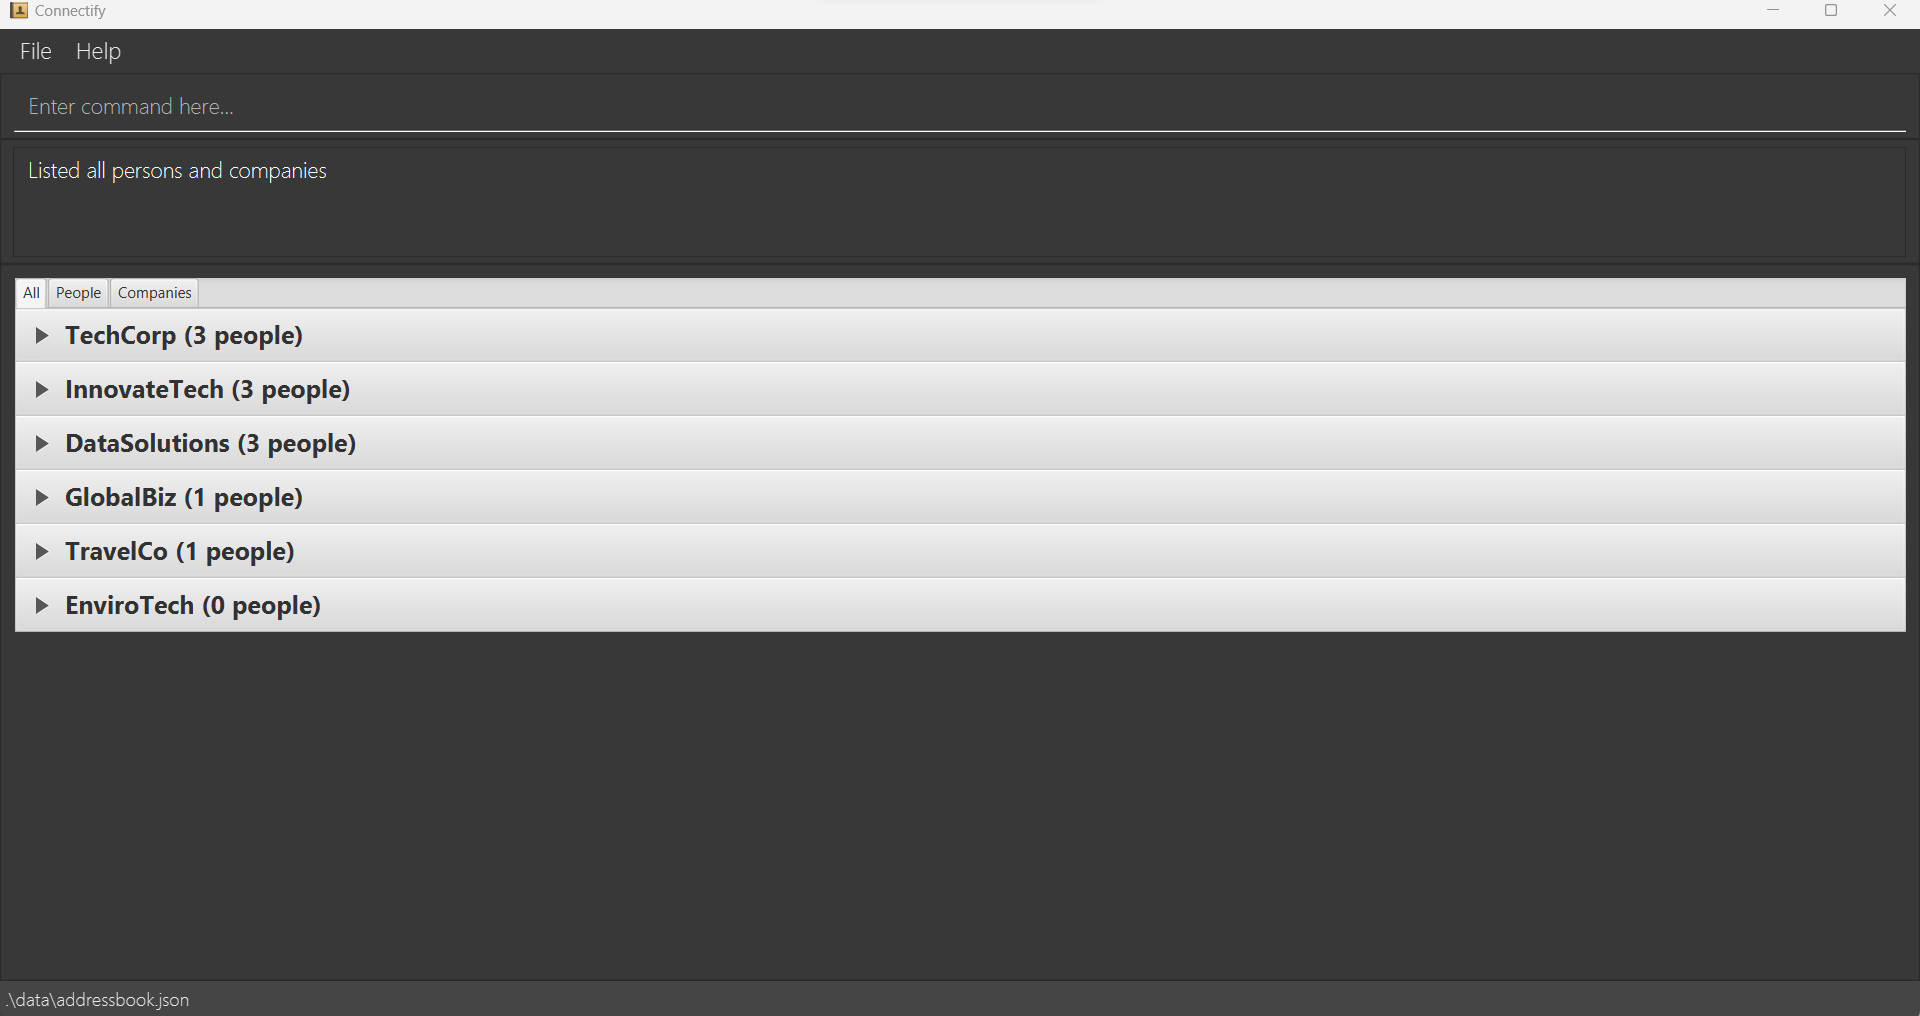 Connectify
File Help
Enter command here...
Listed all persons and companies
All People Companies
TechCorp (3 people)
InnovateTech (3 people)
DataSolutions (3 people)
GlobalBiz (1 people)
TravelCo (1 people)
EnviroTech (0 people)
.\data\addressbook.json